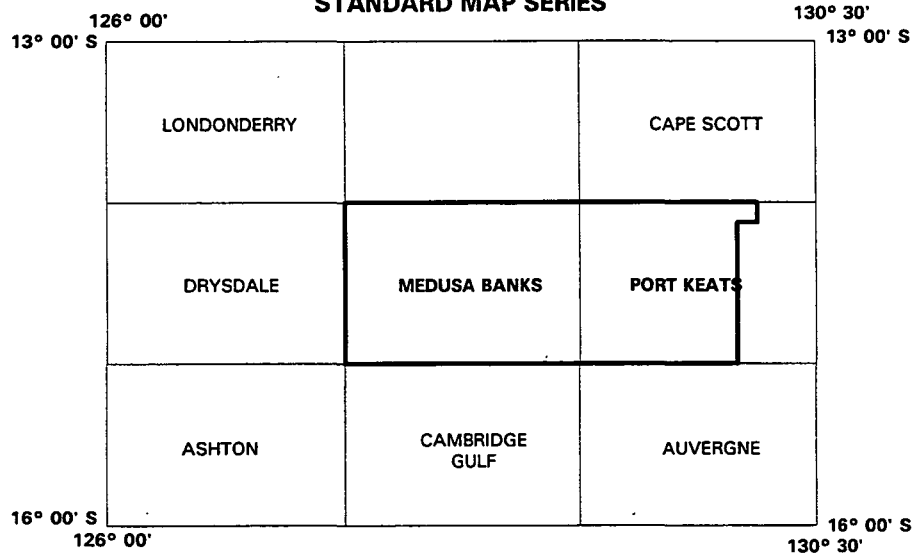 STANDARD MAP SERIES
126° 00'
130° 30'
13° 00' S
13° 00' S
LONDONDERRY
CAPE SCOTT
DRYSDALE
MEDUSA BANKS
PORT KEATS
ASHTON
CAMBRIDGE
GULF
AUVERGNE
16° 00' S
16° 00' S
126° 00'
130° 30'